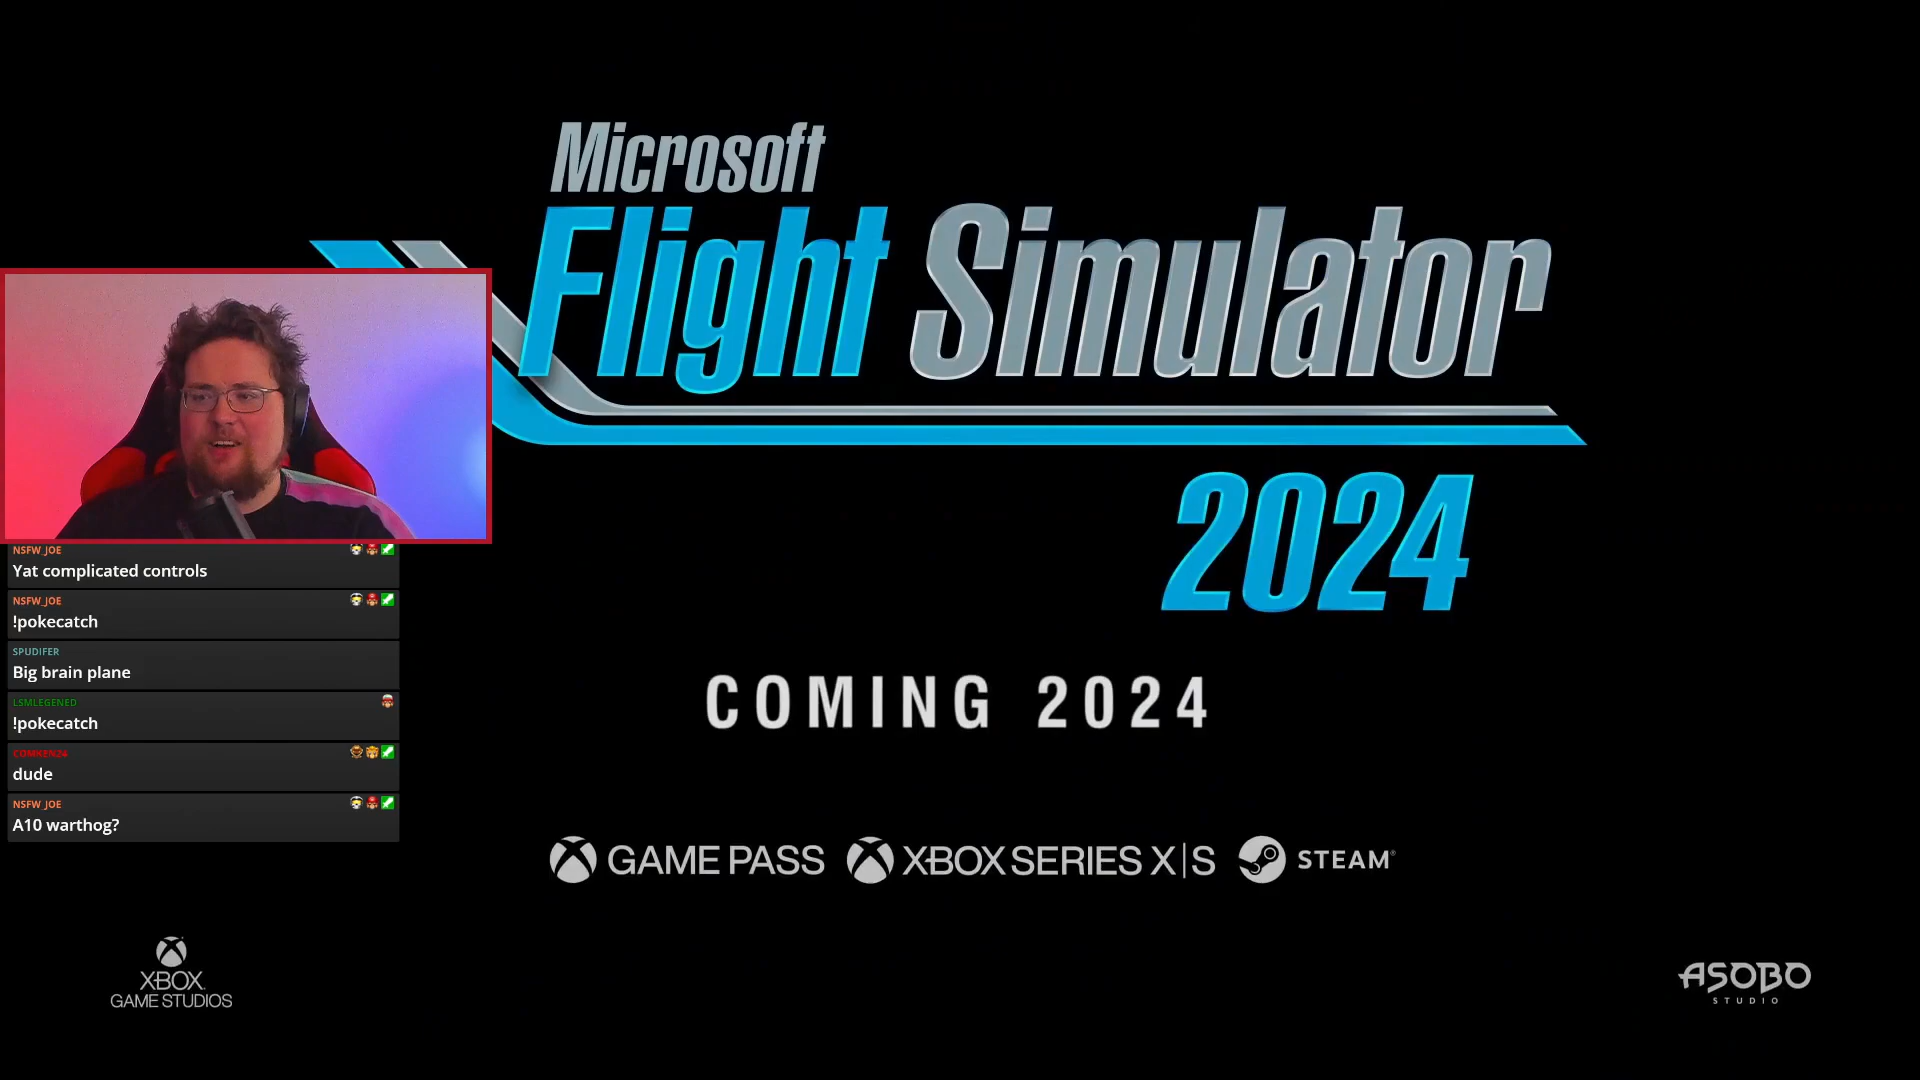 Microsoft
Flight Simulator
2024
COMING 2024
GAME PASS XBOX SERIES X|S STEAM
XBOX
GAME STUDIOS
ASOBO
STUDIO
NSFW_JOE
Yat complicated controls
NSFW_JOE
!pokecatch
SPUDIFER
Big brain plane
LSMLEGENED
!pokecatch
COMKEN24
dude
NSFW_JOE
A10 warthog?